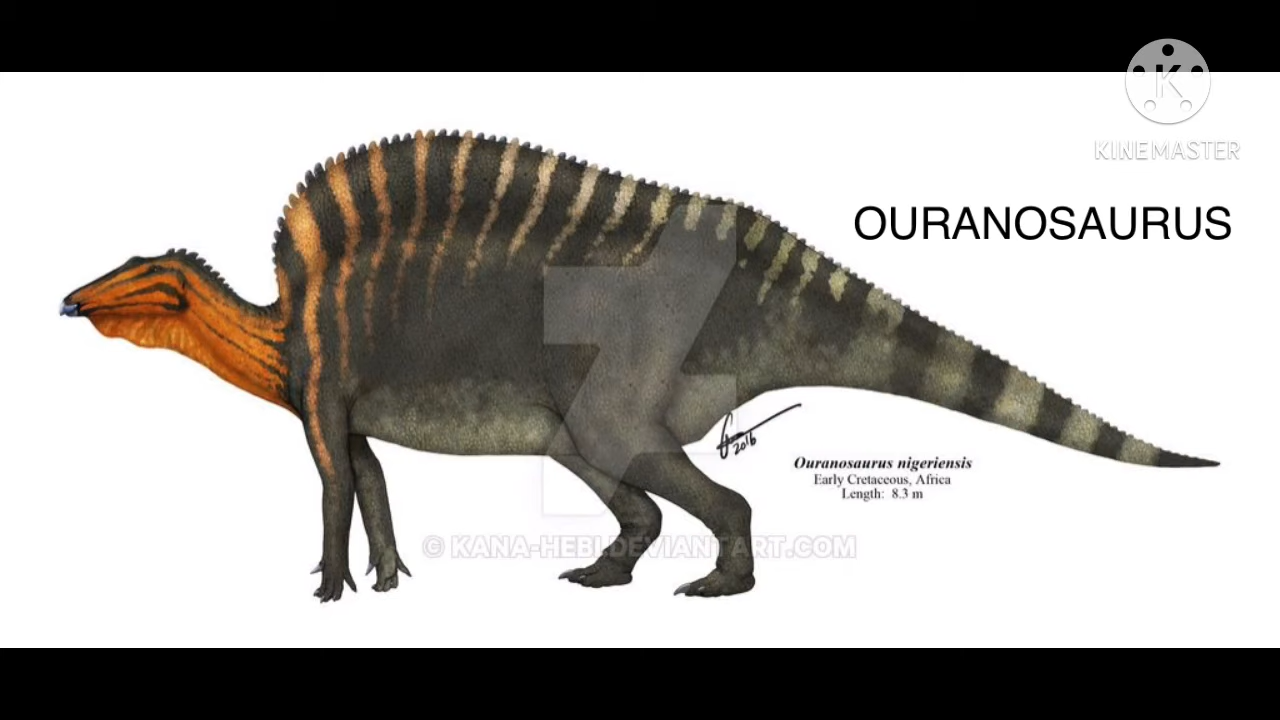 K
KINEMASTER
OURANOSAURUS
2016
Ouranosaurus nigeriensis
Early Cretaceous, Africa
Length: 8.3 m
© KANA-HEBI.DEVIANTART.COM